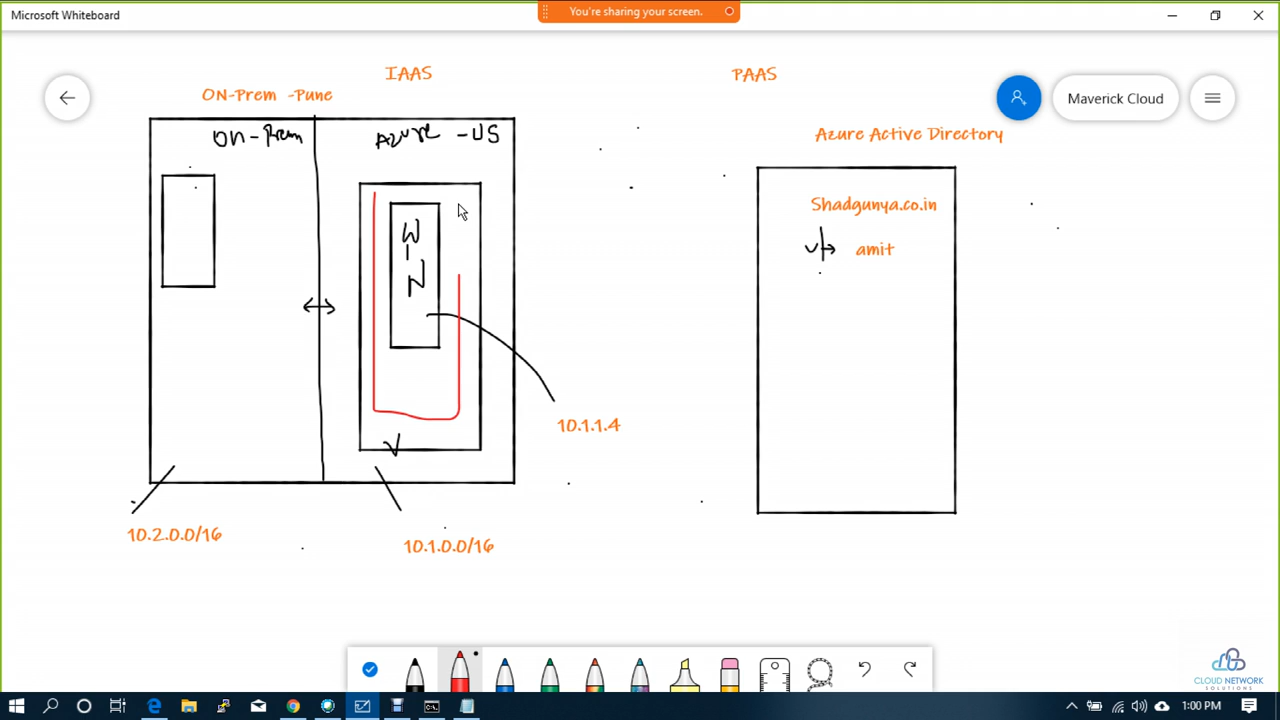 Microsoft Whiteboard
You're sharing your screen.
IAAS
PAAS
ON-Prem -Pune
Maverick Cloud
ON-Prem
Azure -US
Azure Active Directory
Shadgunya.co.in
amit
WIN
10.1.1.4
V
10.2.0.0/16
10.1.0.0/16
CLOUD NETWORK
SOLUTIONS
1:00 PM